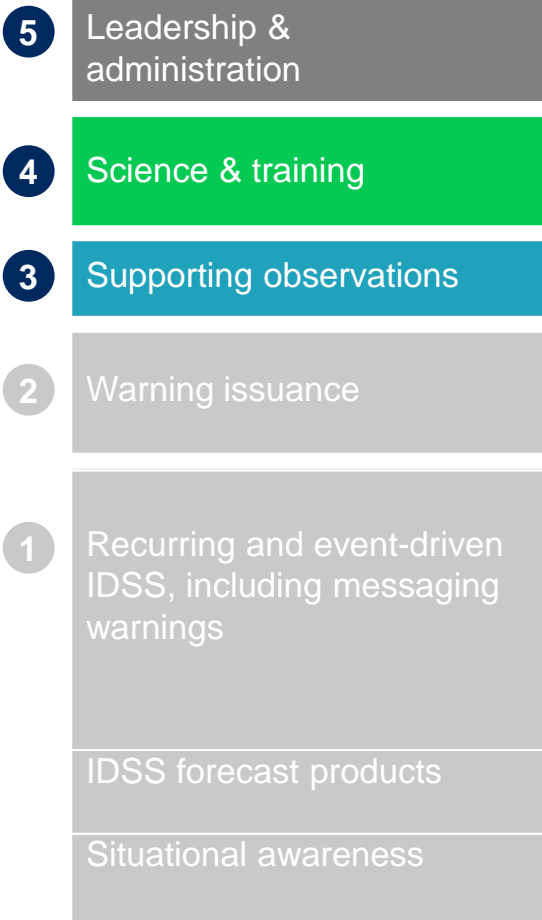 5
Leadership &
administration
4
Science & training
3
Supporting observations
2
Warning issuance
1
Recurring and event-driven
IDSS, including messaging
warnings
IDSS forecast products
Situational awareness